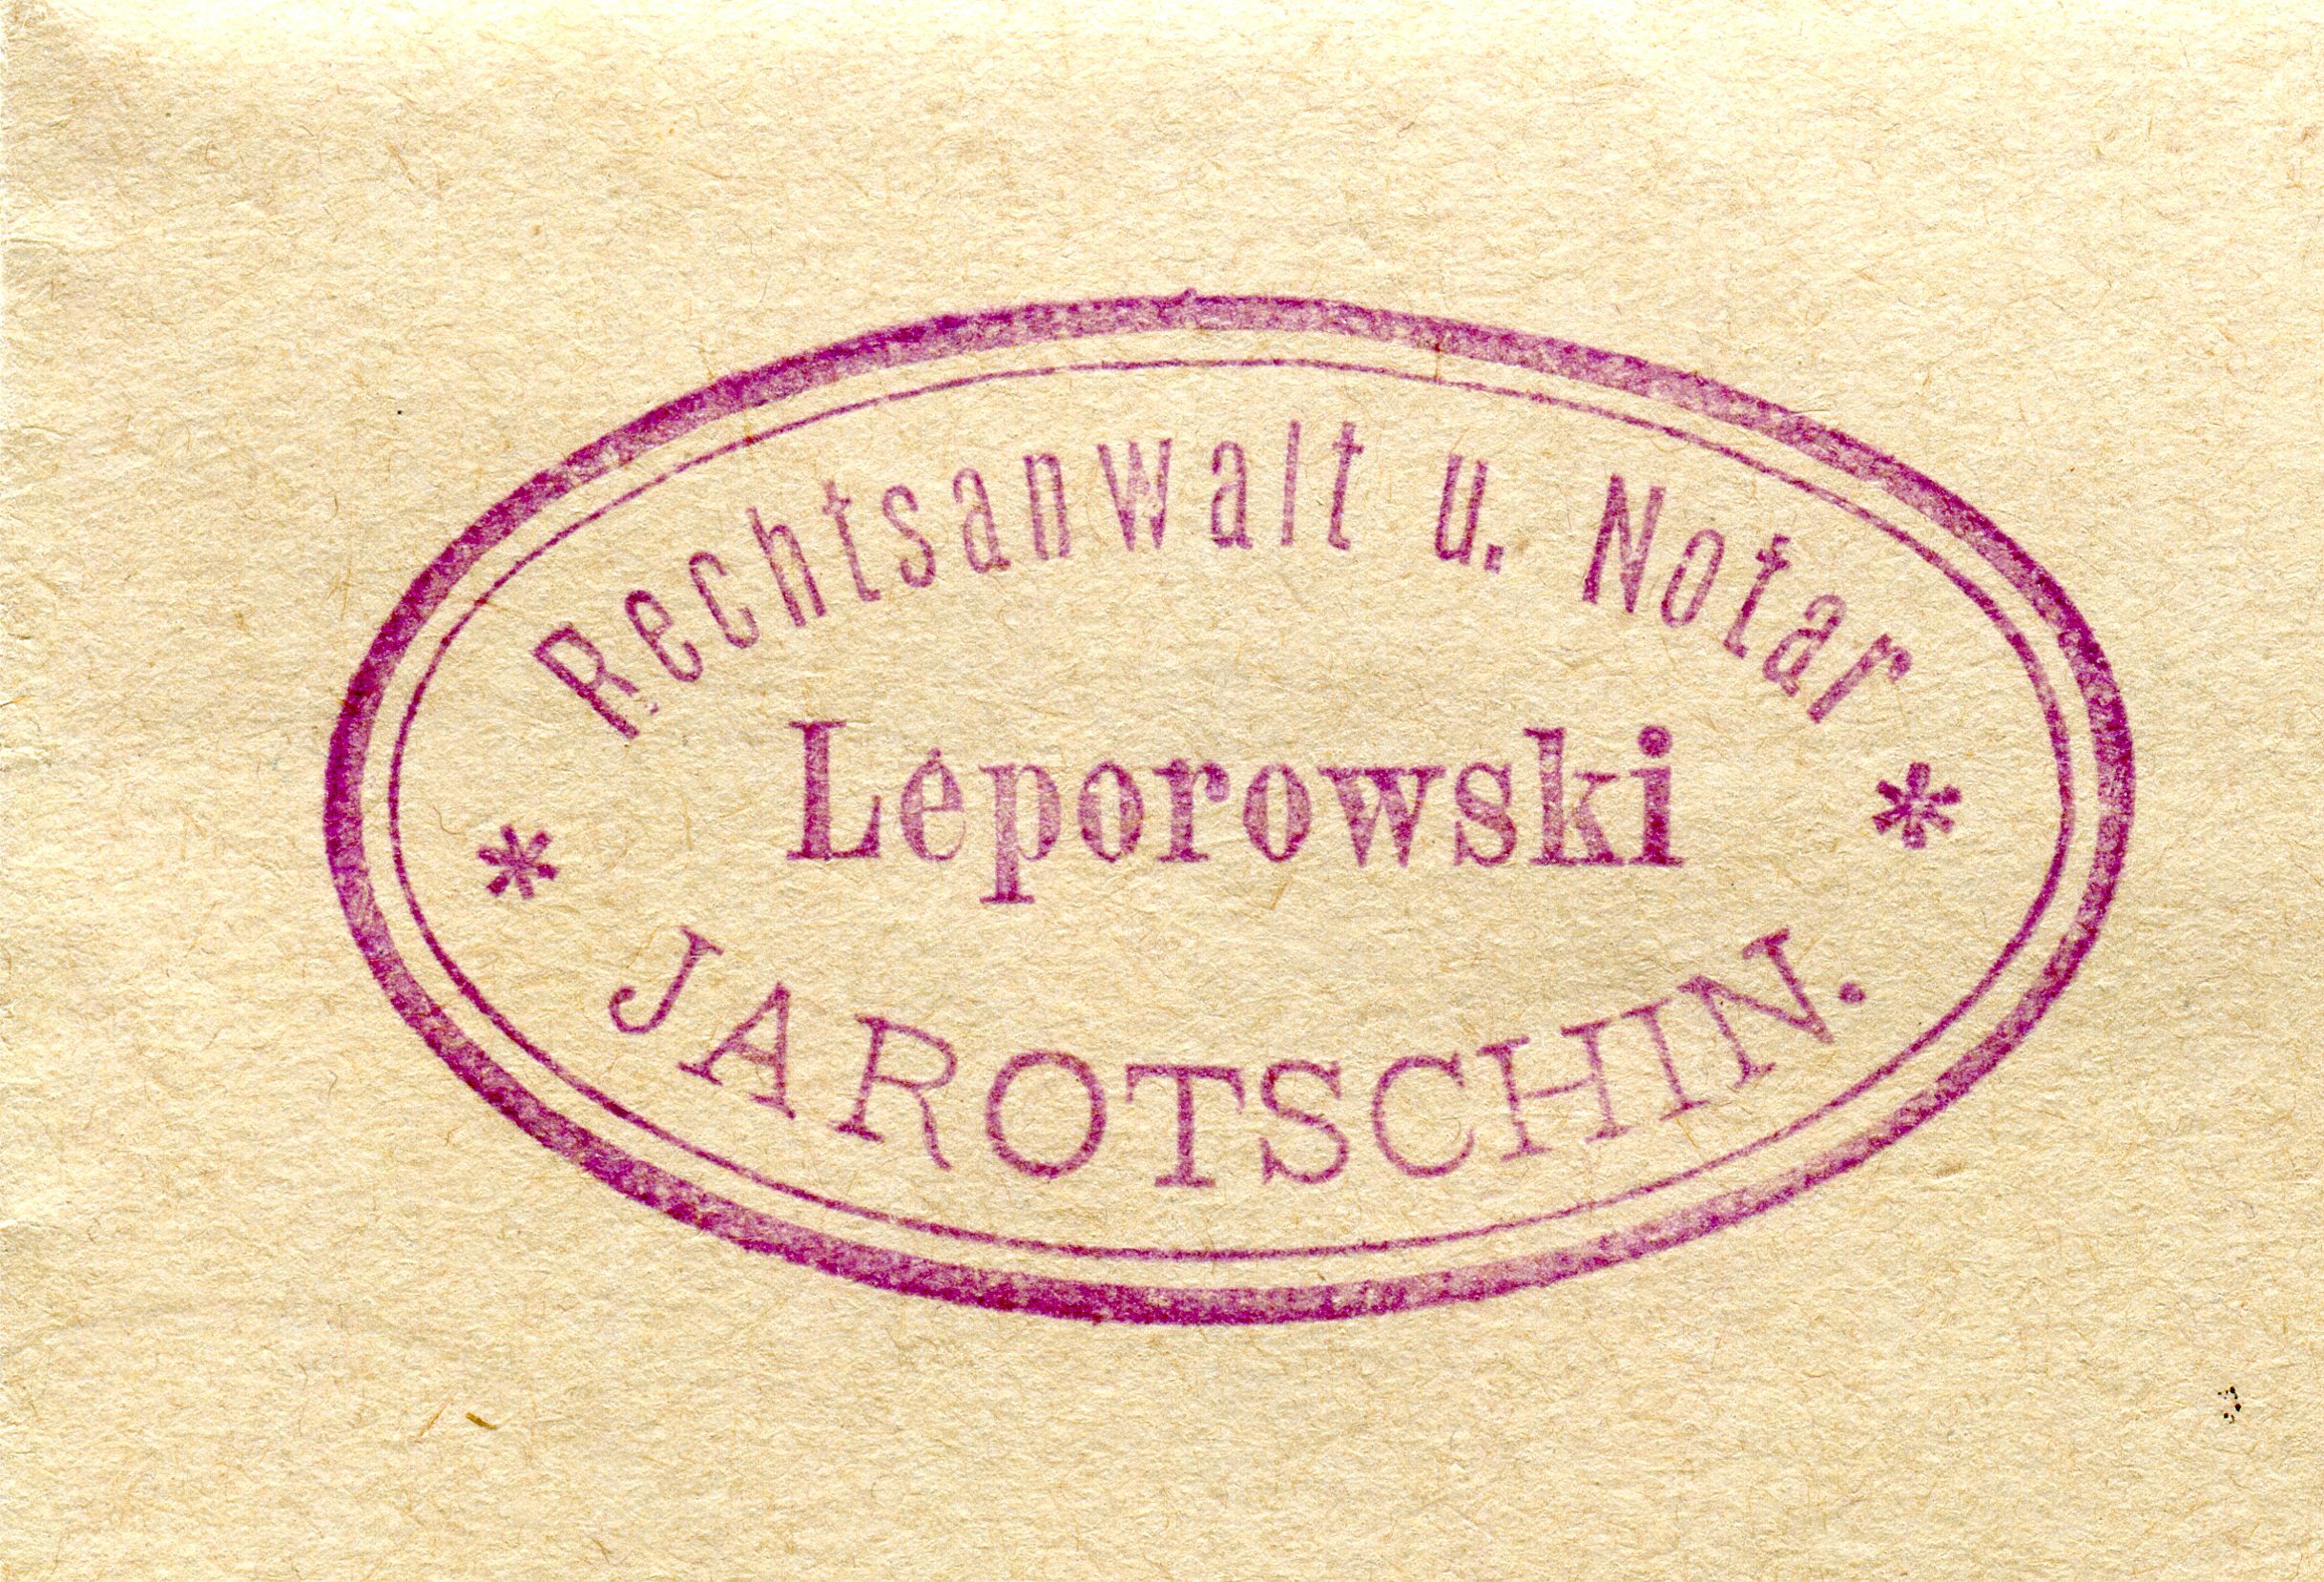 Rechtsanwalt u. Notar
Leporowski
* JAROTSCHIN. *